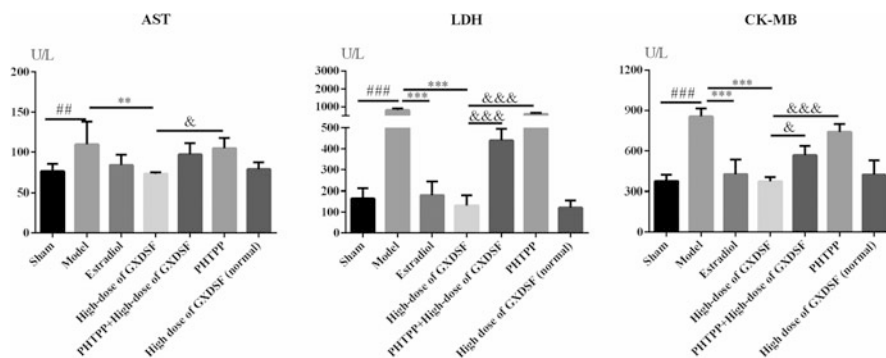 AST
U/L
200
150
100
50
0
##
**
&
Sham
Model
Estradiol
High-dose of GXDSF
PHTPP+High-dose of GXDSF
PHTPP
High dose of GXDSF (normal)
LDH
U/L
3000
2000
1000
500
400
300
200
100
0
###
***
***
&&&
&&&
Sham
Model
Estradiol
High-dose of GXDSF
PHTPP+High-dose of GXDSF
PHTPP
High dose of GXDSF (normal)
CK-MB
U/L
1200
900
600
300
0
###
***
***
&&&
&
Sham
Model
Estradiol
High-dose of GXDSF
PHTPP+High-dose of GXDSF
PHTPP
High dose of GXDSF (normal)